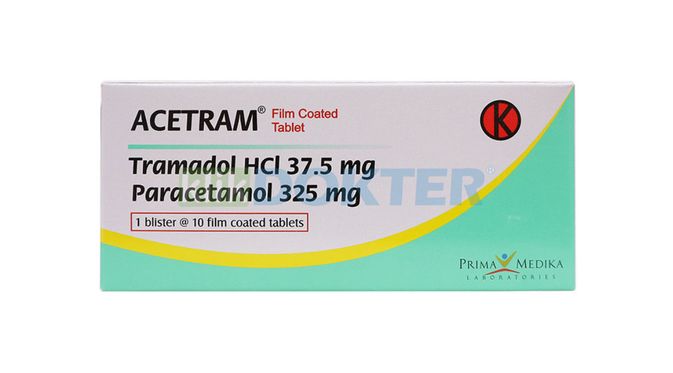 ACETRAM® Film Coated Tablet
K
Tramadol HCl 37.5 mg
Paracetamol 325 mg
DOKTER®
1 blister @ 10 film coated tablets
PRIMA MEDIKA
LABORATORIES